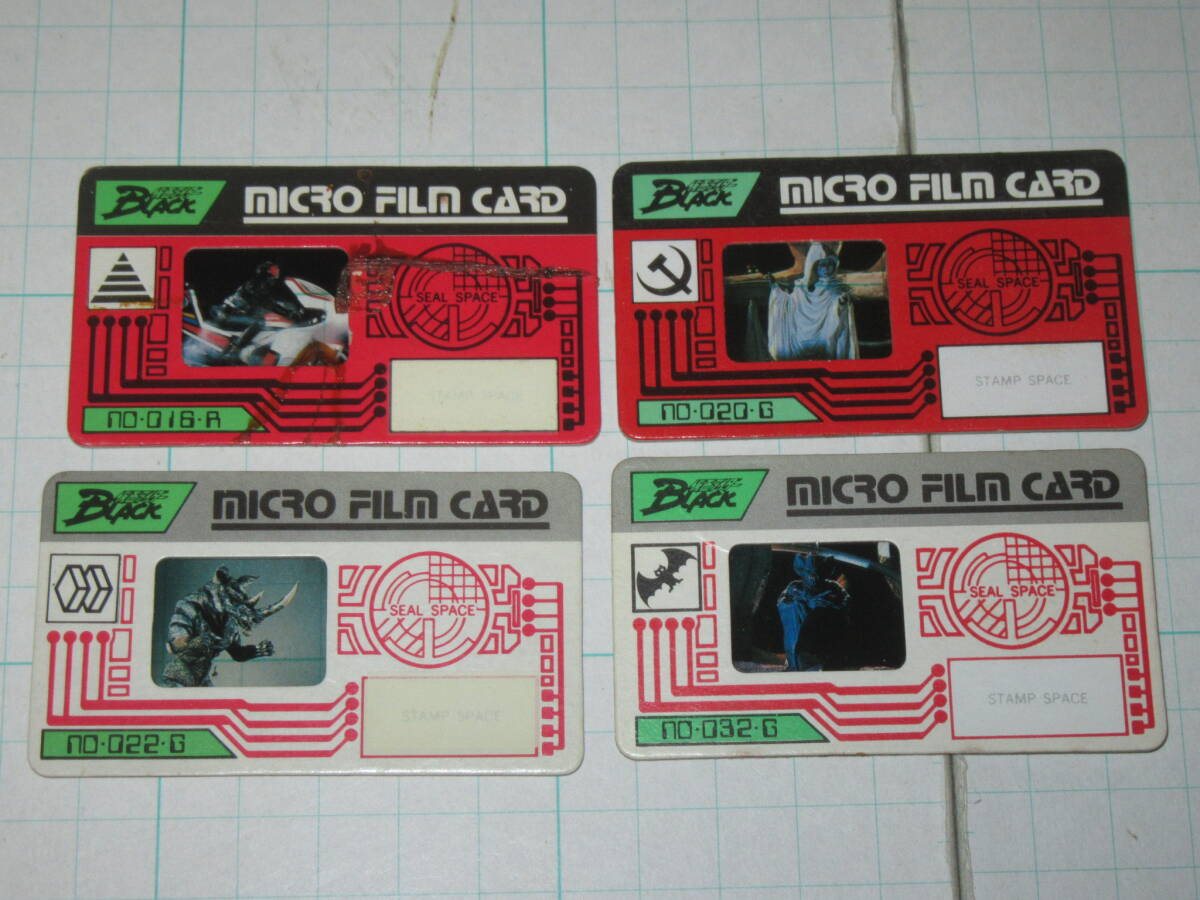 BLACK
MICRO FILM CARD
SEAL SPACE
STAMP SPACE
NO・016・R
BLACK
MICRO FILM CARD
SEAL SPACE
STAMP SPACE
NO・020・G
BLACK
MICRO FILM CARD
SEAL SPACE
STAMP SPACE
NO・022・G
BLACK
MICRO FILM CARD
SEAL SPACE
STAMP SPACE
NO・032・G